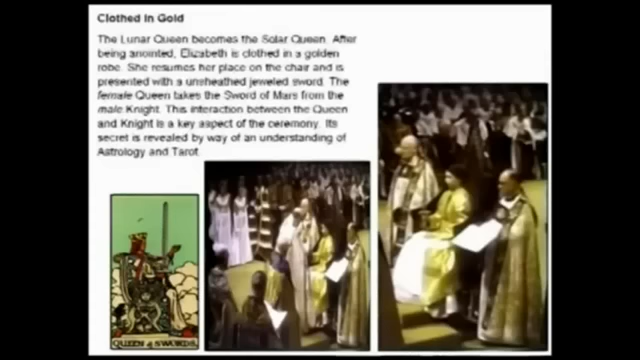 Clothed in Gold
The Lunar Queen becomes the Solar Queen. After
being anointed, Elizabeth is clothed in a golden
robe. She resumes her place on the chair and is
presented with a unsheathed jeweled sword. The
female Queen takes the Sword of Mars from the
male Knight. This interaction between the Queen
and Knight is a key aspect of the ceremony. Its
secret is revealed by way of an understanding of
Astrology and Tarot
QUEEN of SWORDS.